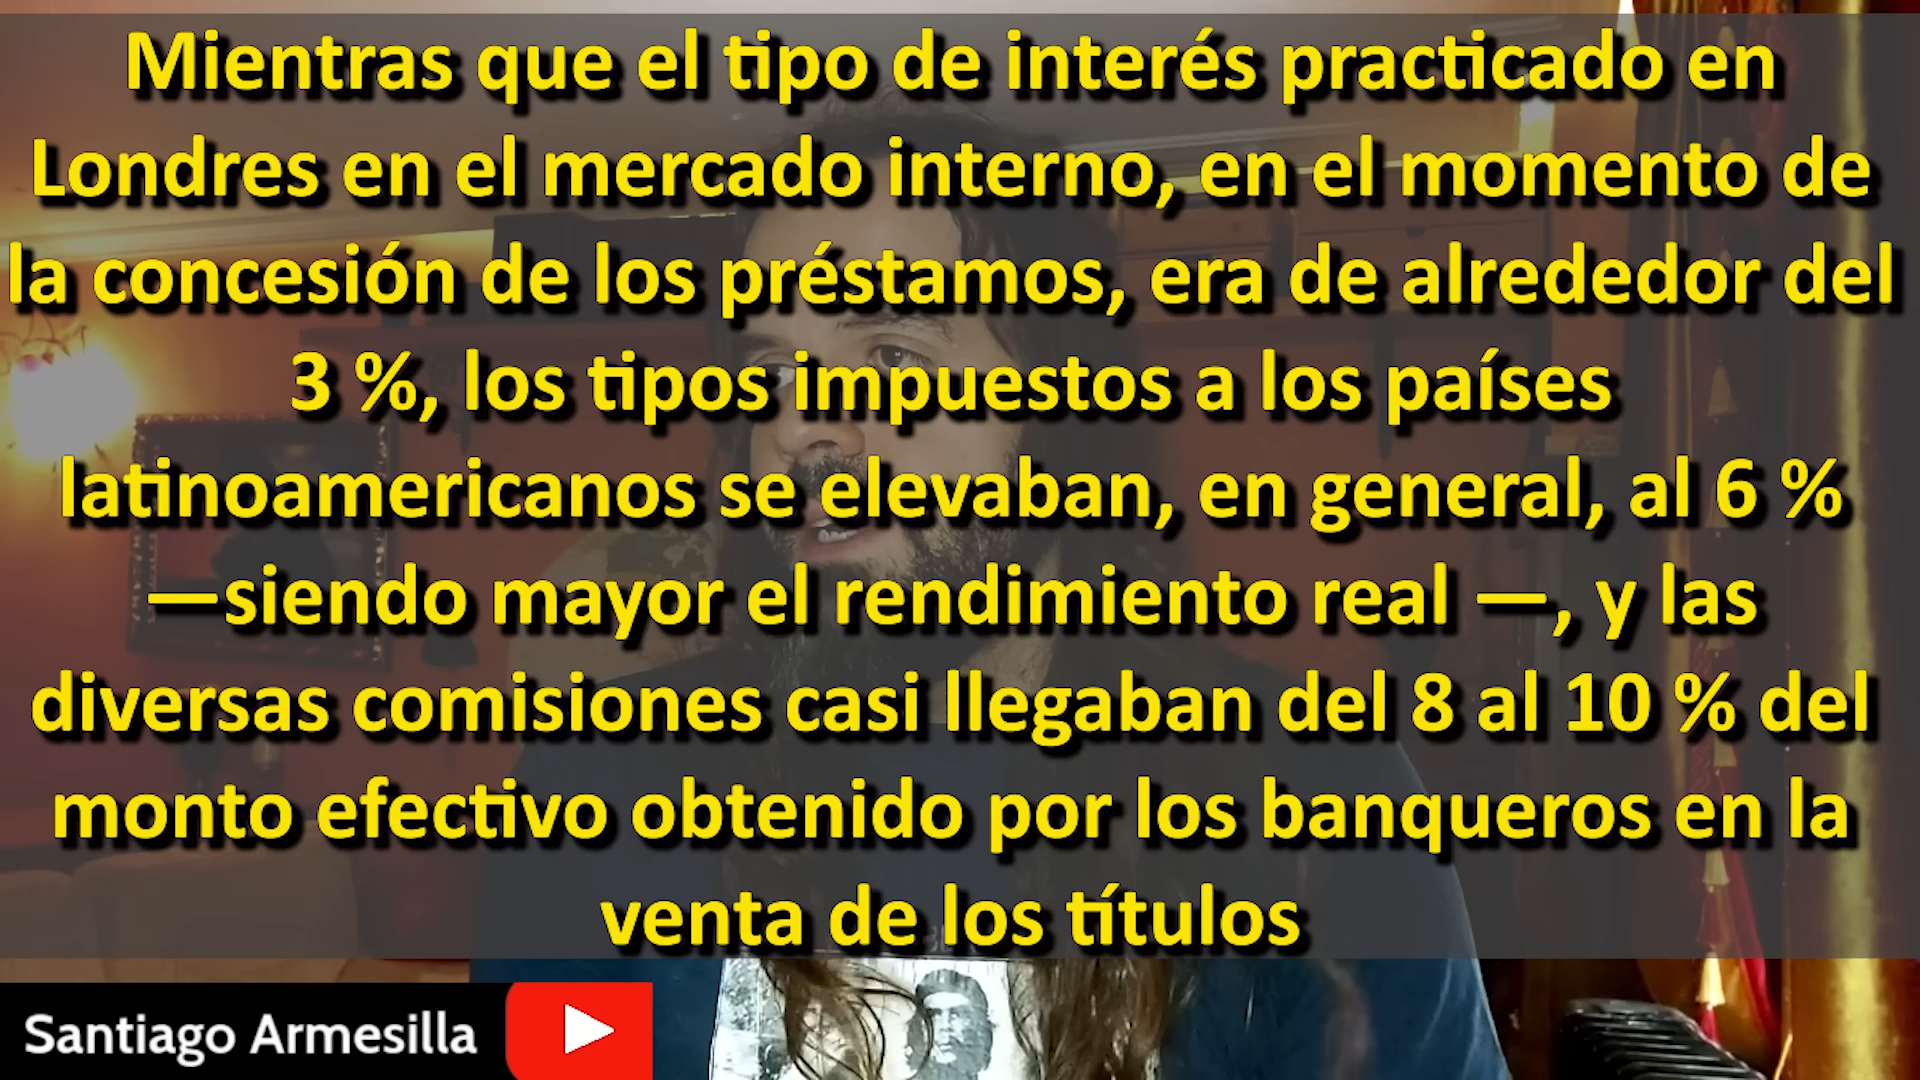 Mientras que el tipo de interés practicado en
Londres en el mercado interno, en el momento de
la concesión de los préstamos, era de alrededor del
3 %, los tipos impuestos a los países
latinoamericanos se elevaban, en general, al 6 %
—siendo mayor el rendimiento real —, y las
diversas comisiones casi llegaban del 8 al 10 % del
monto efectivo obtenido por los banqueros en la
venta de los títulos
Santiago Armesilla